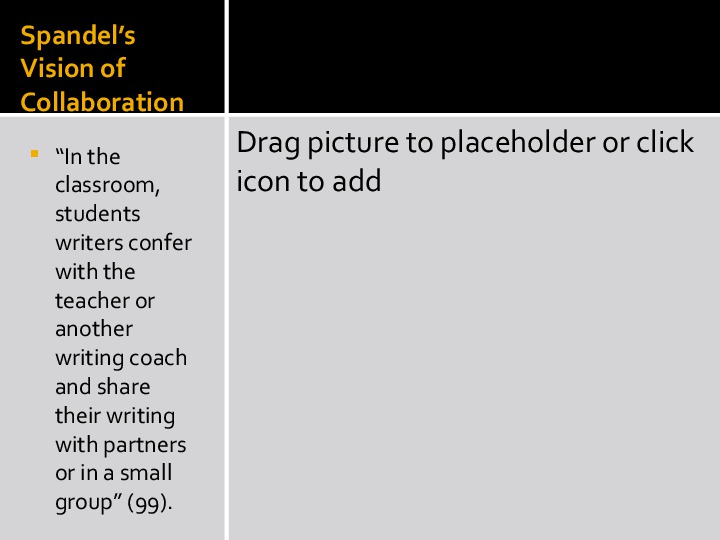 Spandel’s
Vision of
Collaboration
“In the
classroom,
students
writers confer
with the
teacher or
another
writing coach
and share
their writing
with partners
or in a small
group” (99).
Drag picture to placeholder or click
icon to add